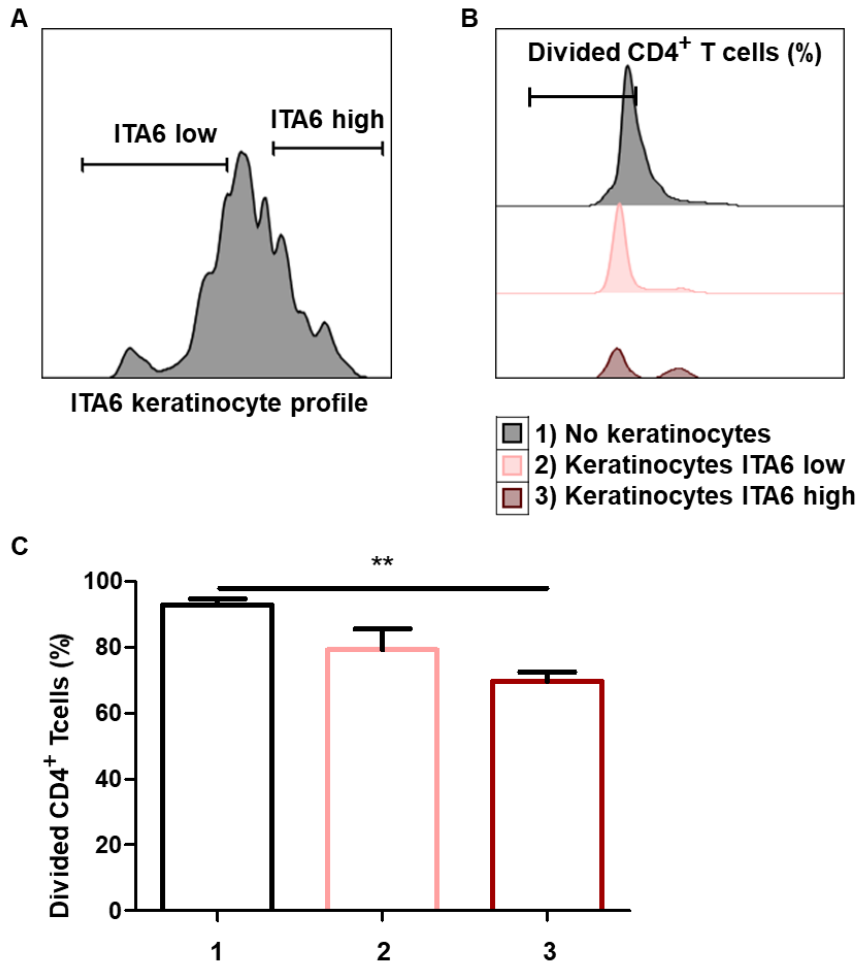 A
ITA6 low
ITA6 high
ITA6 keratinocyte profile
B
Divided CD4⁺ T cells (%)
1) No keratinocytes
2) Keratinocytes ITA6 low
3) Keratinocytes ITA6 high
C
Divided CD4⁺ Tcells (%)
100
80
60
40
20
0
**
1 2 3